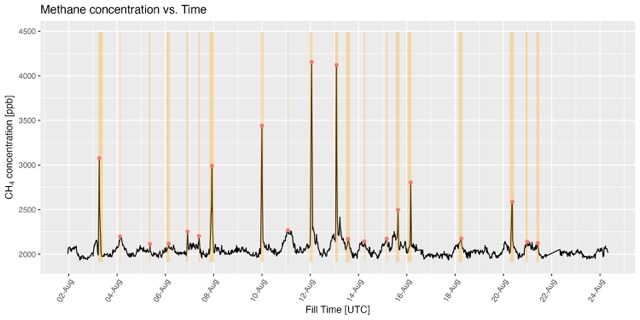 Methane concentration vs. Time
4500
4000
3500
3000
2500
2000
CH₄ concentration [ppb]
02-Aug
04-Aug
06-Aug
08-Aug
10-Aug
12-Aug
14-Aug
16-Aug
18-Aug
20-Aug
22-Aug
24-Aug
Fill Time [UTC]